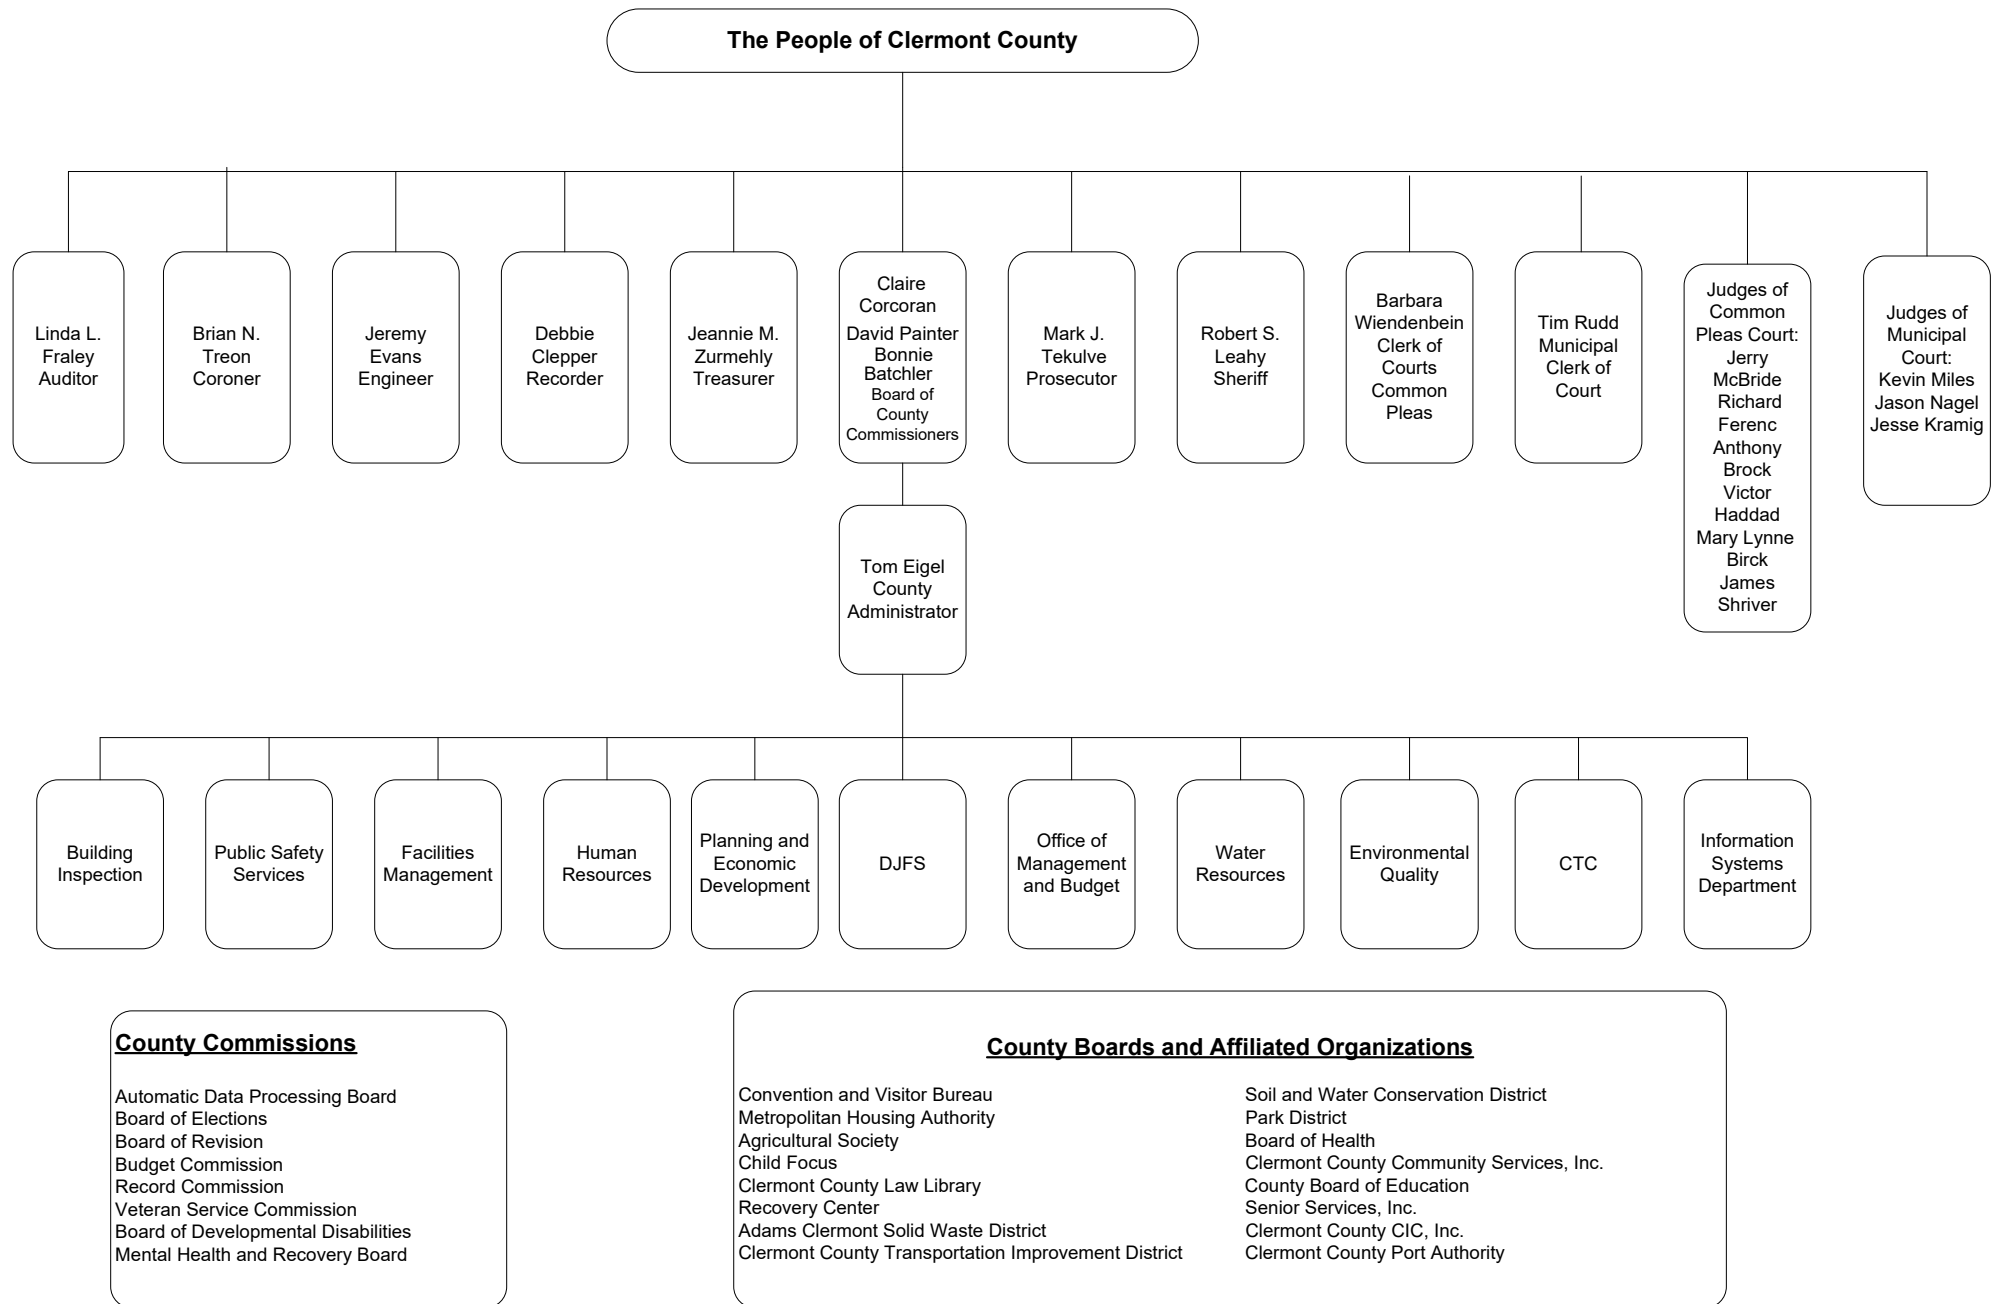 The People of Clermont County
Linda L.
Fraley
Auditor
Brian N.
Treon
Coroner
Jeremy
Evans
Engineer
Debbie
Clepper
Recorder
Jeannie M.
Zurmehly
Treasurer
Claire
Corcoran
David Painter
Bonnie
Batchler
Board of
County
Commissioners
Mark J.
Tekulve
Prosecutor
Robert S.
Leahy
Sheriff
Barbara
Wiendenbein
Clerk of
Courts
Common
Pleas
Tim Rudd
Municipal
Clerk of
Court
Judges of
Common
Pleas Court:
Jerry
McBride
Richard
Ferenc
Anthony
Brock
Victor
Haddad
Mary Lynne
Birck
James
Shriver
Judges of
Municipal
Court:
Kevin Miles
Jason Nagel
Jesse Kramig
Tom Eigel
County
Administrator
Building
Inspection
Public Safety
Services
Facilities
Management
Human
Resources
Planning and
Economic
Development
DJFS
Office of
Management
and Budget
Water
Resources
Environmental
Quality
CTC
Information
Systems
Department
County Commissions
Automatic Data Processing Board
Board of Elections
Board of Revision
Budget Commission
Record Commission
Veteran Service Commission
Board of Developmental Disabilities
Mental Health and Recovery Board
County Boards and Affiliated Organizations
Convention and Visitor Bureau
Metropolitan Housing Authority
Agricultural Society
Child Focus
Clermont County Law Library
Recovery Center
Adams Clermont Solid Waste District
Clermont County Transportation Improvement District
Soil and Water Conservation District
Park District
Board of Health
Clermont County Community Services, Inc.
County Board of Education
Senior Services, Inc.
Clermont County CIC, Inc.
Clermont County Port Authority